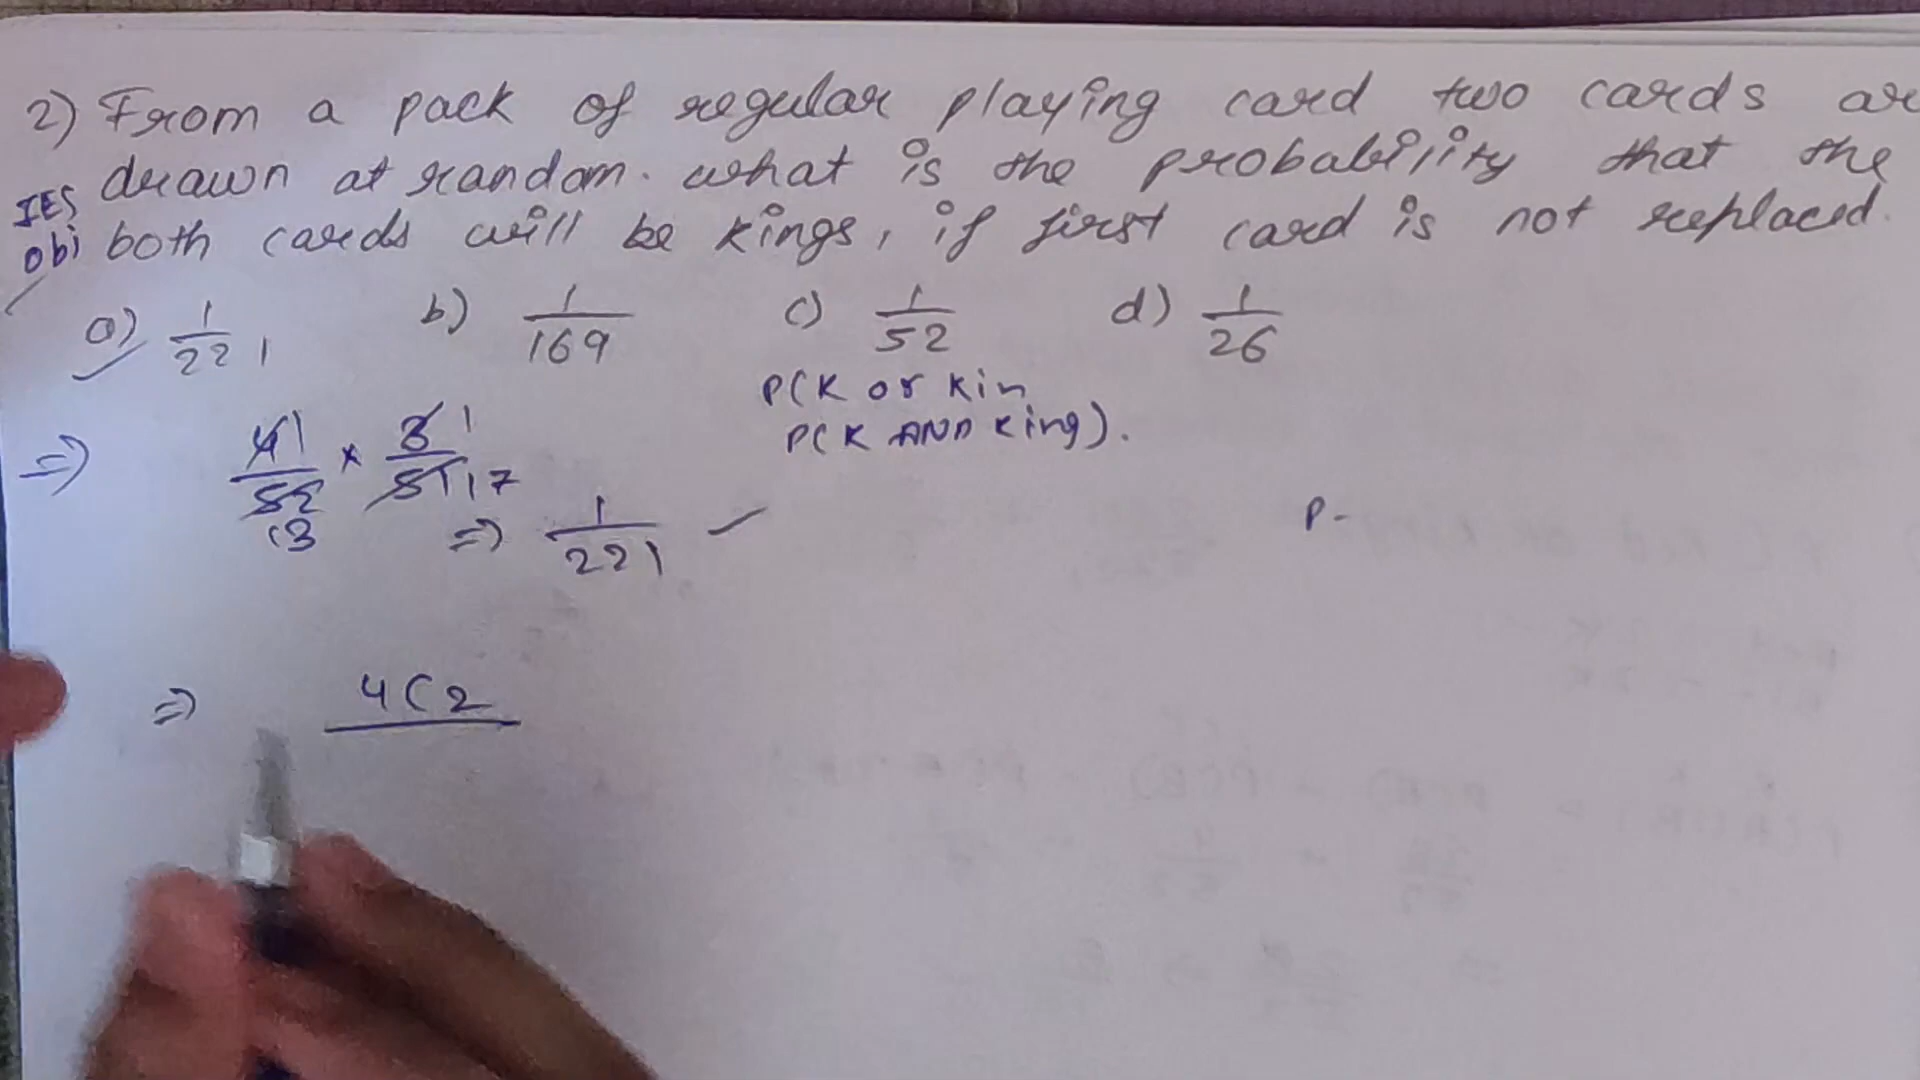 2) From a pack of regular playing card two cards are
IES drawn at random. what is the probability that the
obj both cards will be kings, if first card is not replaced.
a) 1/221 b) 1/169 c) 1/52 d) 1/26
P(K or Kin
P(K AND King).
=> 4 1/52 13 × 3 1/51 17
=> 1/221
P-
=> 4C2